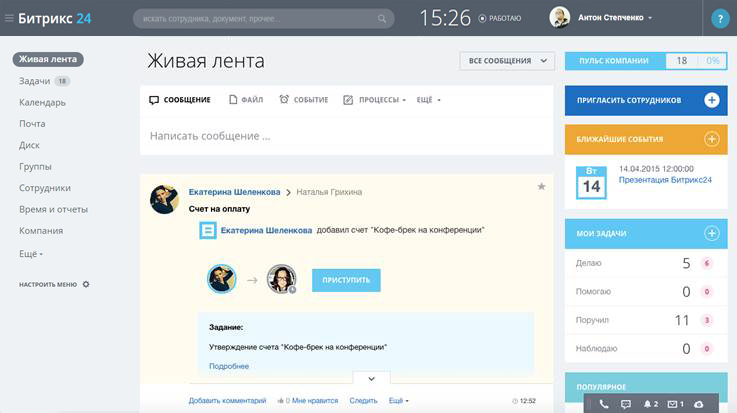 Битрикс 24
искать сотрудника, документ, прочее...
15:26 РАБОТАЮ
Антон Степченко
?
Живая лента
Задачи 18
Календарь
Почта
Диск
Группы
Сотрудники
Время и отчеты
Компания
Ещё
НАСТРОИТЬ МЕНЮ
Живая лента
ВСЕ СООБЩЕНИЯ
СООБЩЕНИЕ ФАЙЛ СОБЫТИЕ ПРОЦЕССЫ ЕЩЁ
Написать сообщение ...
Екатерина Шеленкова > Наталья Грихина
Счет на оплату
Екатерина Шеленкова добавил счет "Кофе-брек на конференции"
ПРИСТУПИТЬ
Задание:
Утверждение счета "Кофе-брек на конференции"
Подробнее
Добавить комментарий 0 Мне нравится Следить Ещё 12:52
ПУЛЬС КОМПАНИИ 18 0%
ПРИГЛАСИТЬ СОТРУДНИКОВ
БЛИЖАЙШИЕ СОБЫТИЯ
Вт
14
14.04.2015 12:00:00
Презентация Битрикс24
МОИ ЗАДАЧИ
Делаю 5 6
Помогаю 0 0
Поручил 11 3
Наблюдаю 0 0
ПОПУЛЯРНОЕ
2 1